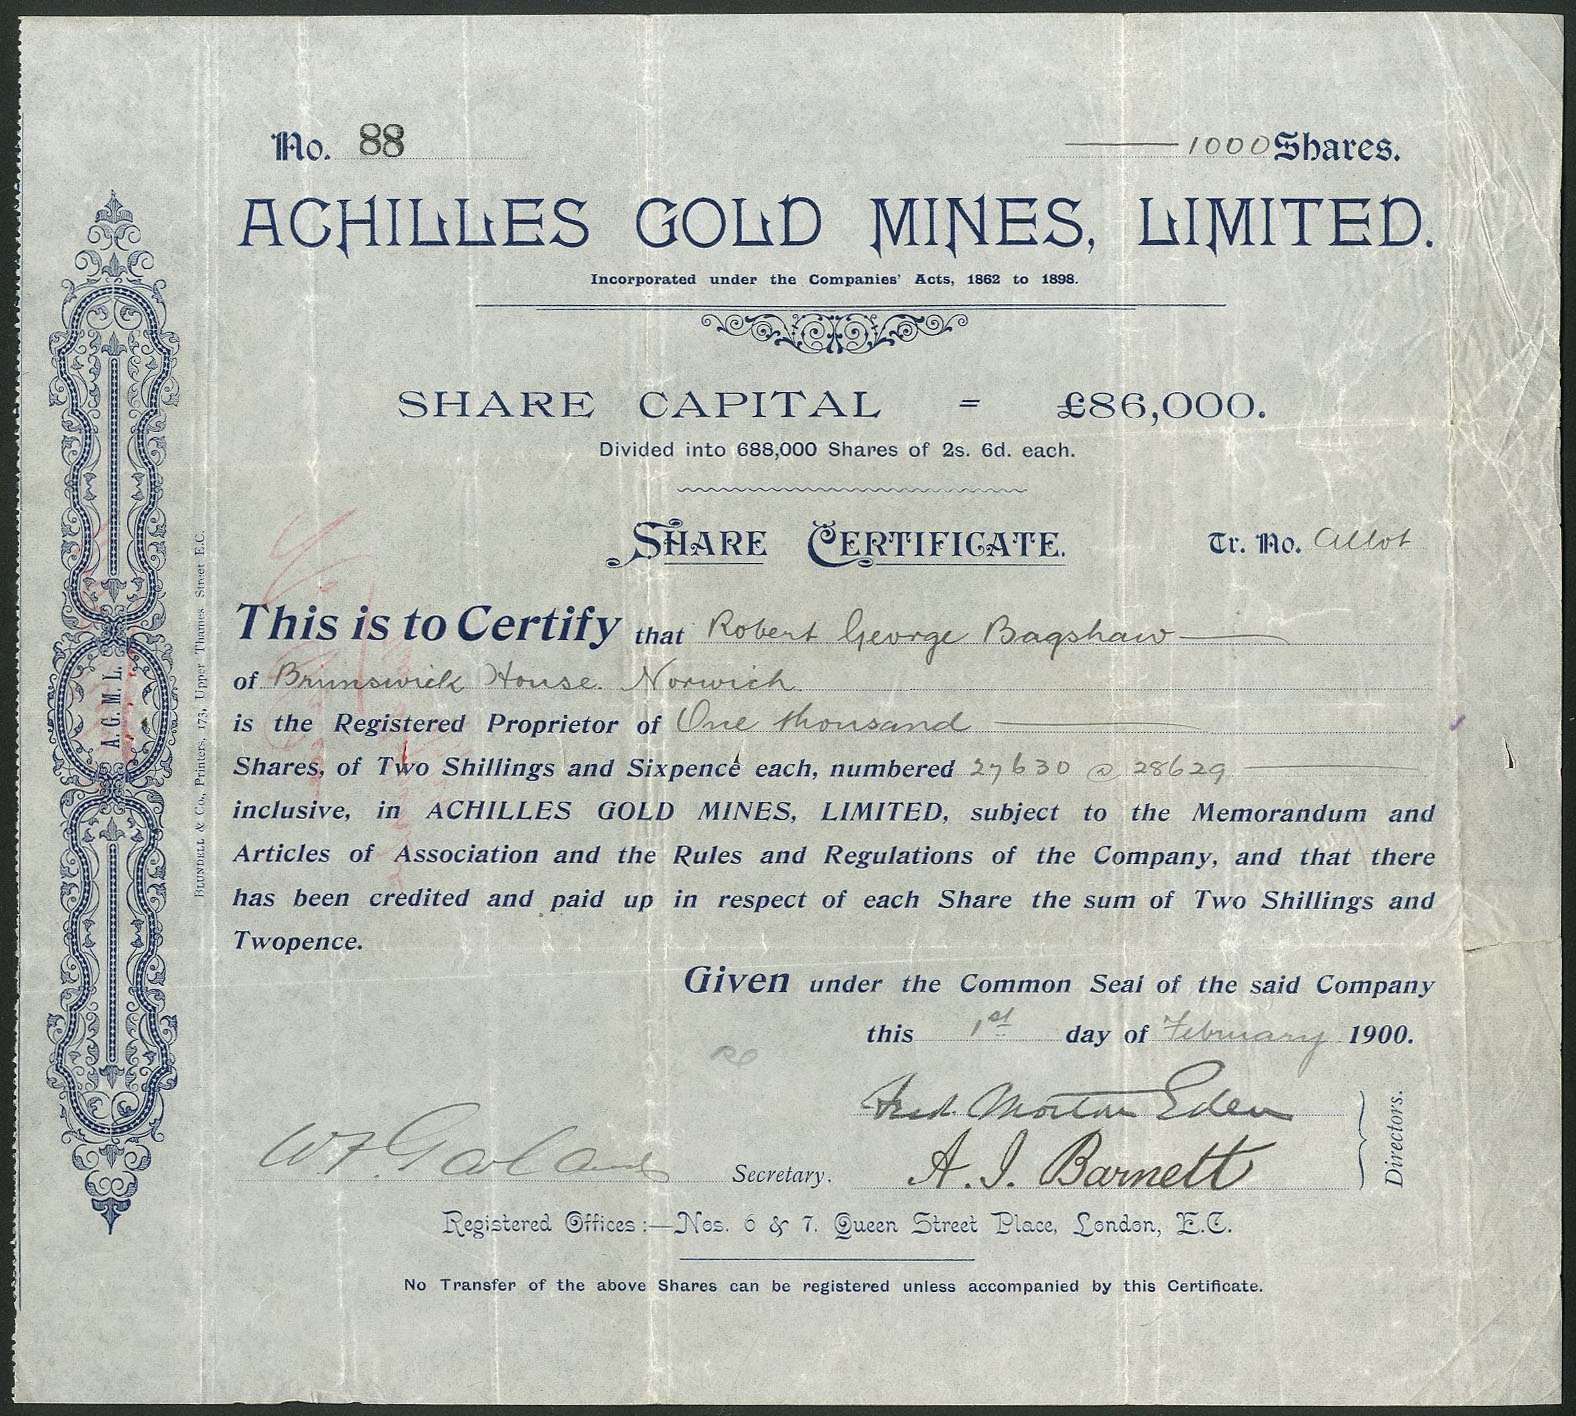 No. 88
1000 Shares.
ACHILLES GOLD MINES, LIMITED.
Incorporated under the Companies' Acts, 1862 to 1898.
SHARE CAPITAL = £86,000.
Divided into 688,000 Shares of 2s. 6d. each.
SHARE CERTIFICATE.
Tr. No. Allot
This is to Certify that Robert George Bagshaw
of Brunswick House. Norwich
is the Registered Proprietor of One thousand
Shares, of Two Shillings and Sixpence each, numbered 27630 @ 28629
inclusive, in ACHILLES GOLD MINES, LIMITED, subject to the Memorandum and
Articles of Association and the Rules and Regulations of the Company, and that there
has been credited and paid up in respect of each Share the sum of Two Shillings and
Twopence.
Given under the Common Seal of the said Company
this 1st day of February 1900.
Fred. Morton Eden
A. J. Barnett
Directors.
W F Garland
Secretary.
Registered Offices:—Nos. 6 & 7. Queen Street Place, London, E.C.
No Transfer of the above Shares can be registered unless accompanied by this Certificate.
A. G. M. L.
BLUNDELL & Co., Printers, 173, Upper Thames Street E.C.